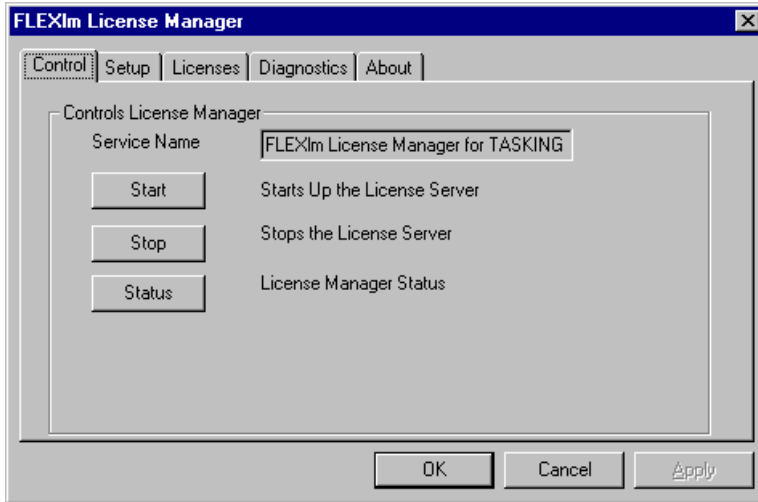 FLEXlm License Manager
Control Setup Licenses Diagnostics About
Controls License Manager
Service Name FLEXlm License Manager for TASKING
Start Starts Up the License Server
Stop Stops the License Server
Status License Manager Status
OK Cancel Apply